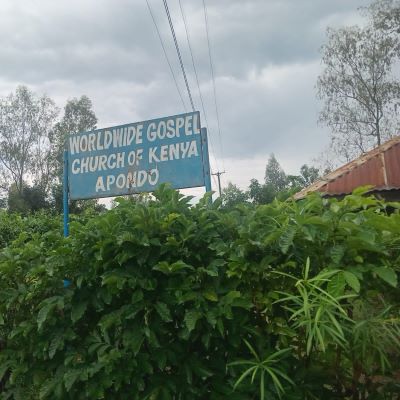 WORLDWIDE GOSPEL
CHURCH OF KENYA
APONDO